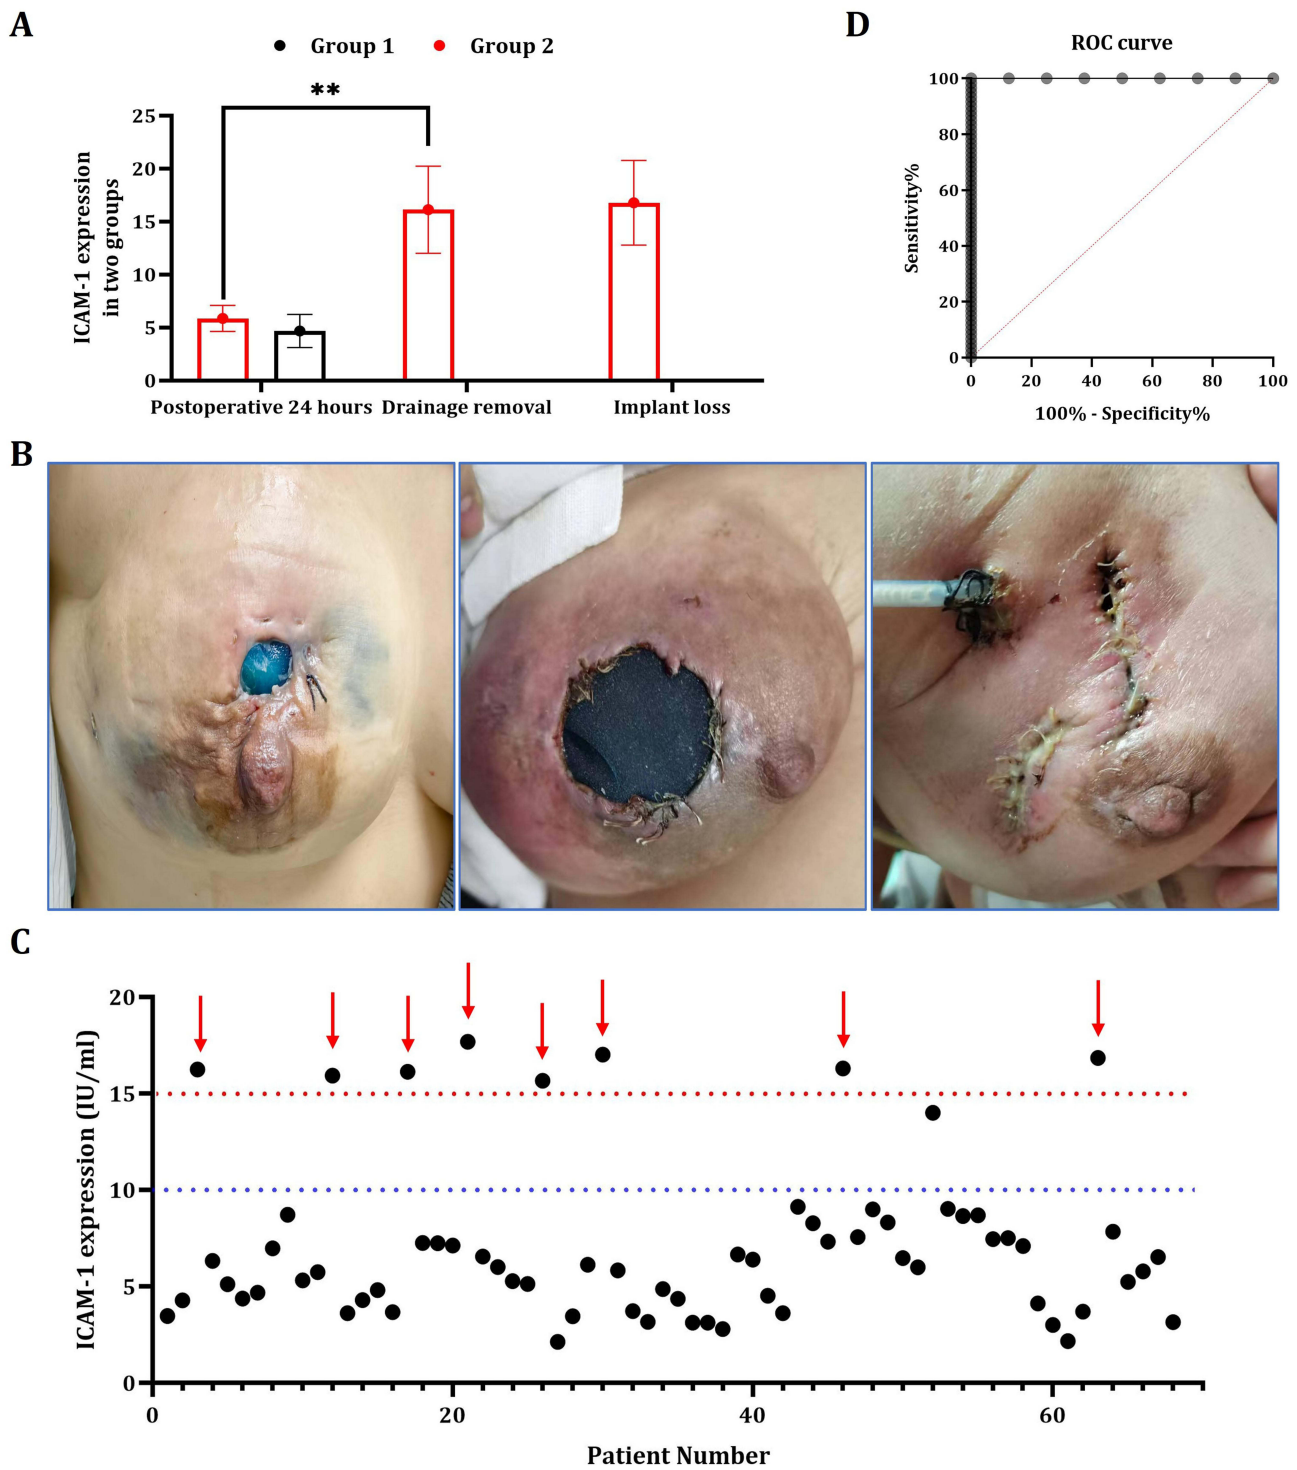 A
Group 1
Group 2
**
ICAM-1 expression
in two groups
25
20
15
10
5
0
Postoperative 24 hours
Drainage removal
Implant loss
D
ROC curve
Sensitivity%
100
80
60
40
20
0
0 20 40 60 80 100
100% - Specificity%
B
C
ICAM-1 expression (IU/ml)
20
15
10
5
0
0 20 40 60
Patient Number